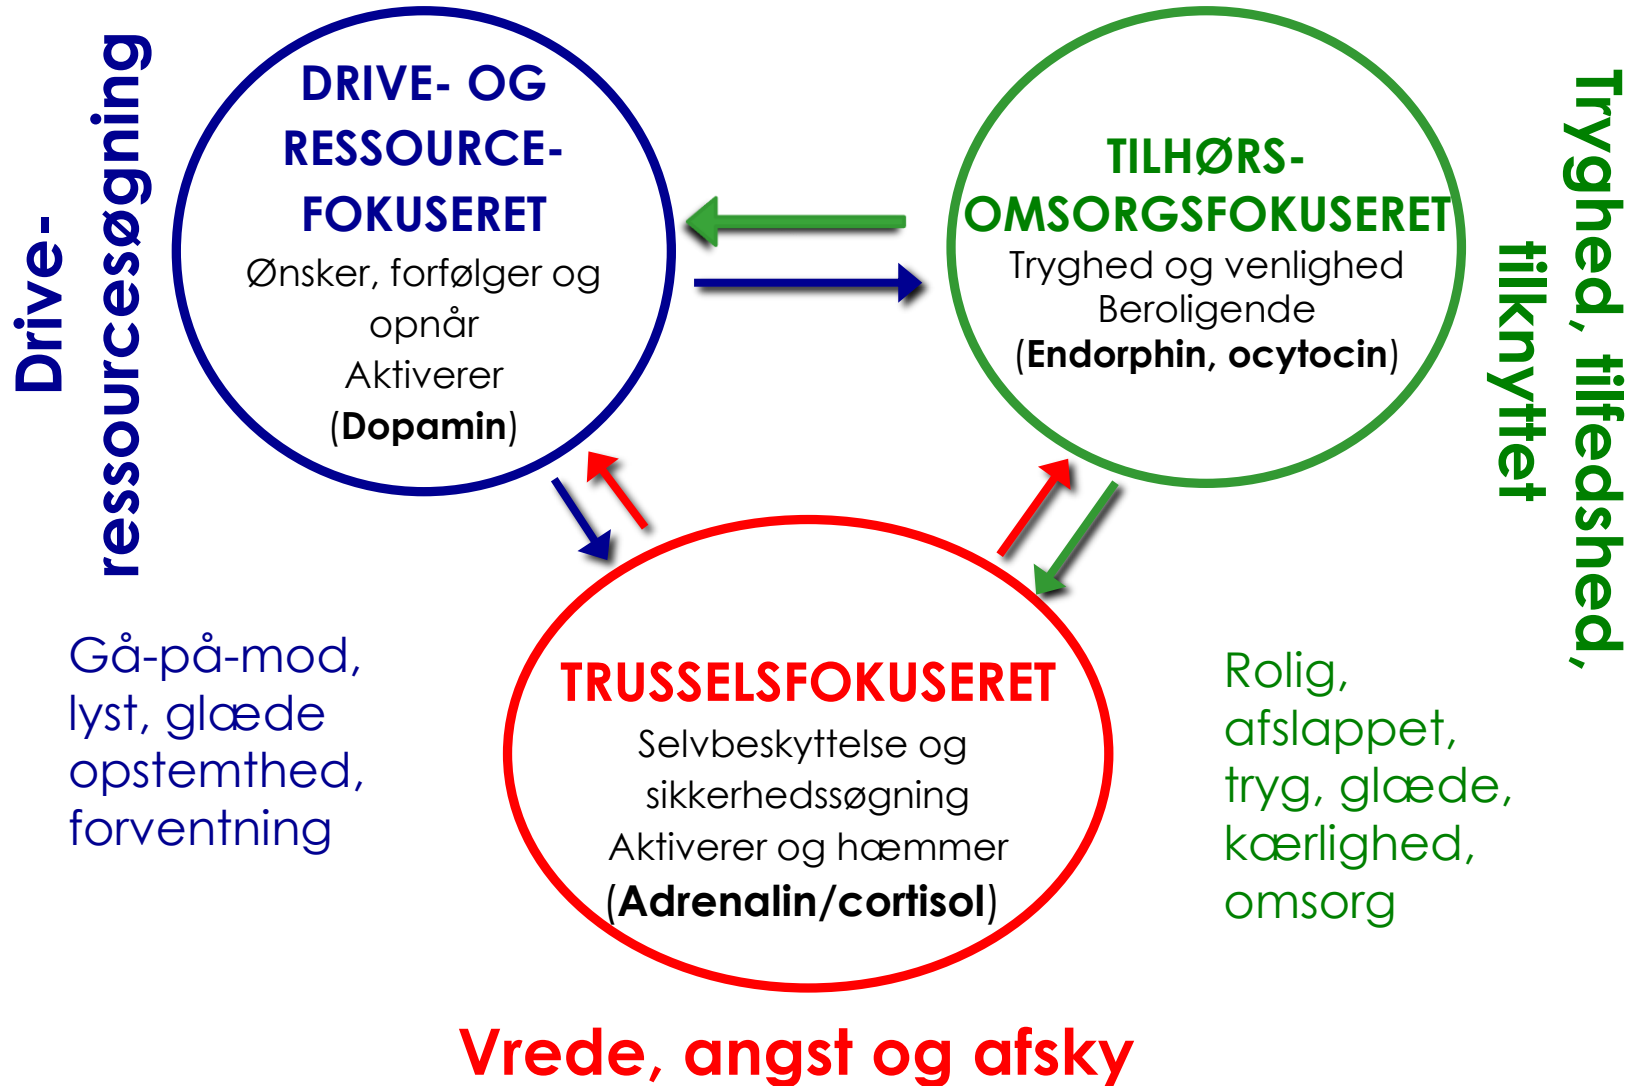 Drive-
ressourcesøgning
DRIVE- OG
RESSOURCE-
FOKUSERET
Ønsker, forfølger og
opnår
Aktiverer
(Dopamin)
TILHØRS-
OMSORGSFOKUSERET
Tryghed og venlighed
Beroligende
(Endorphin, ocytocin)
Tryghed, tilfedshed,
tilknyttet
Gå-på-mod,
lyst, glæde
opstemthed,
forventning
TRUSSELSFOKUSERET
Selvbeskyttelse og
sikkerhedssøgning
Aktiverer og hæmmer
(Adrenalin/cortisol)
Rolig,
afslappet,
tryg, glæde,
kærlighed,
omsorg
Vrede, angst og afsky